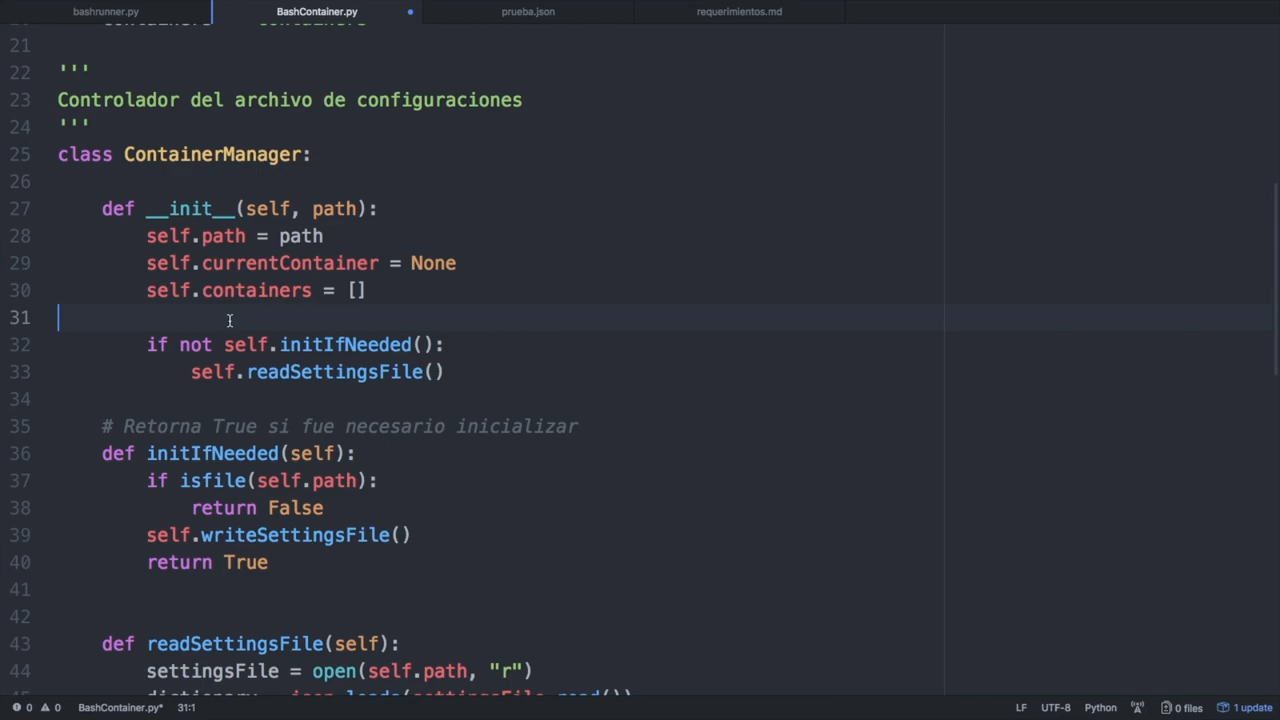 bashrunner.py BashContainer.py prueba.json requerimientos.md
21
22 '''
23 Controlador del archivo de configuraciones
24 '''
25 class ContainerManager:
26
27 def __init__(self, path):
28 self.path = path
29 self.currentContainer = None
30 self.containers = []
31
32 if not self.initIfNeeded():
33 self.readSettingsFile()
34
35 # Retorna True si fue necesario inicializar
36 def initIfNeeded(self):
37 if isfile(self.path):
38 return False
39 self.writeSettingsFile()
40 return True
41
42
43 def readSettingsFile(self):
44 settingsFile = open(self.path, "r")
0 0 BashContainer.py* 31:1 LF UTF-8 Python 0 files 1 update